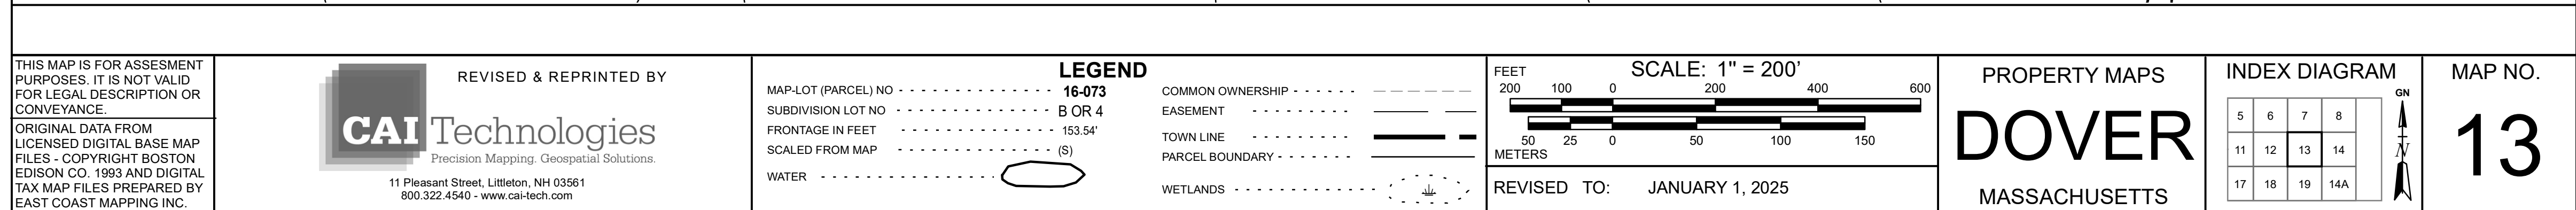 THIS MAP IS FOR ASSESMENT
PURPOSES. IT IS NOT VALID
FOR LEGAL DESCRIPTION OR
CONVEYANCE.
ORIGINAL DATA FROM
LICENSED DIGITAL BASE MAP
FILES - COPYRIGHT BOSTON
EDISON CO. 1993 AND DIGITAL
TAX MAP FILES PREPARED BY
EAST COAST MAPPING INC.
REVISED & REPRINTED BY
CAI Technologies
Precision Mapping. Geospatial Solutions.
11 Pleasant Street, Littleton, NH 03561
800.322.4540 - www.cai-tech.com
LEGEND
MAP-LOT (PARCEL) NO - - - - - - - - - - - - - - - - 16-073
SUBDIVISION LOT NO - - - - - - - - - - - - - - - - B OR 4
FRONTAGE IN FEET - - - - - - - - - - - - - - - - 153.54'
SCALED FROM MAP - - - - - - - - - - - - - - - - (S)
WATER - - - - - - - - - - - - - - - - - -
COMMON OWNERSHIP - - - - - -
EASEMENT - - - - - - - - - - - -
TOWN LINE - - - - - - - - - - - -
PARCEL BOUNDARY - - - - - - - -
WETLANDS - - - - - - - - - - - - - -
SCALE: 1" = 200'
FEET
200 100 0 200 400 600
50 25 0 50 100 150
METERS
REVISED TO: JANUARY 1, 2025
PROPERTY MAPS
DOVER
MASSACHUSETTS
INDEX DIAGRAM
GN
5 6 7 8
11 12 13 14
N
17 18 19 14A
MAP NO.
13